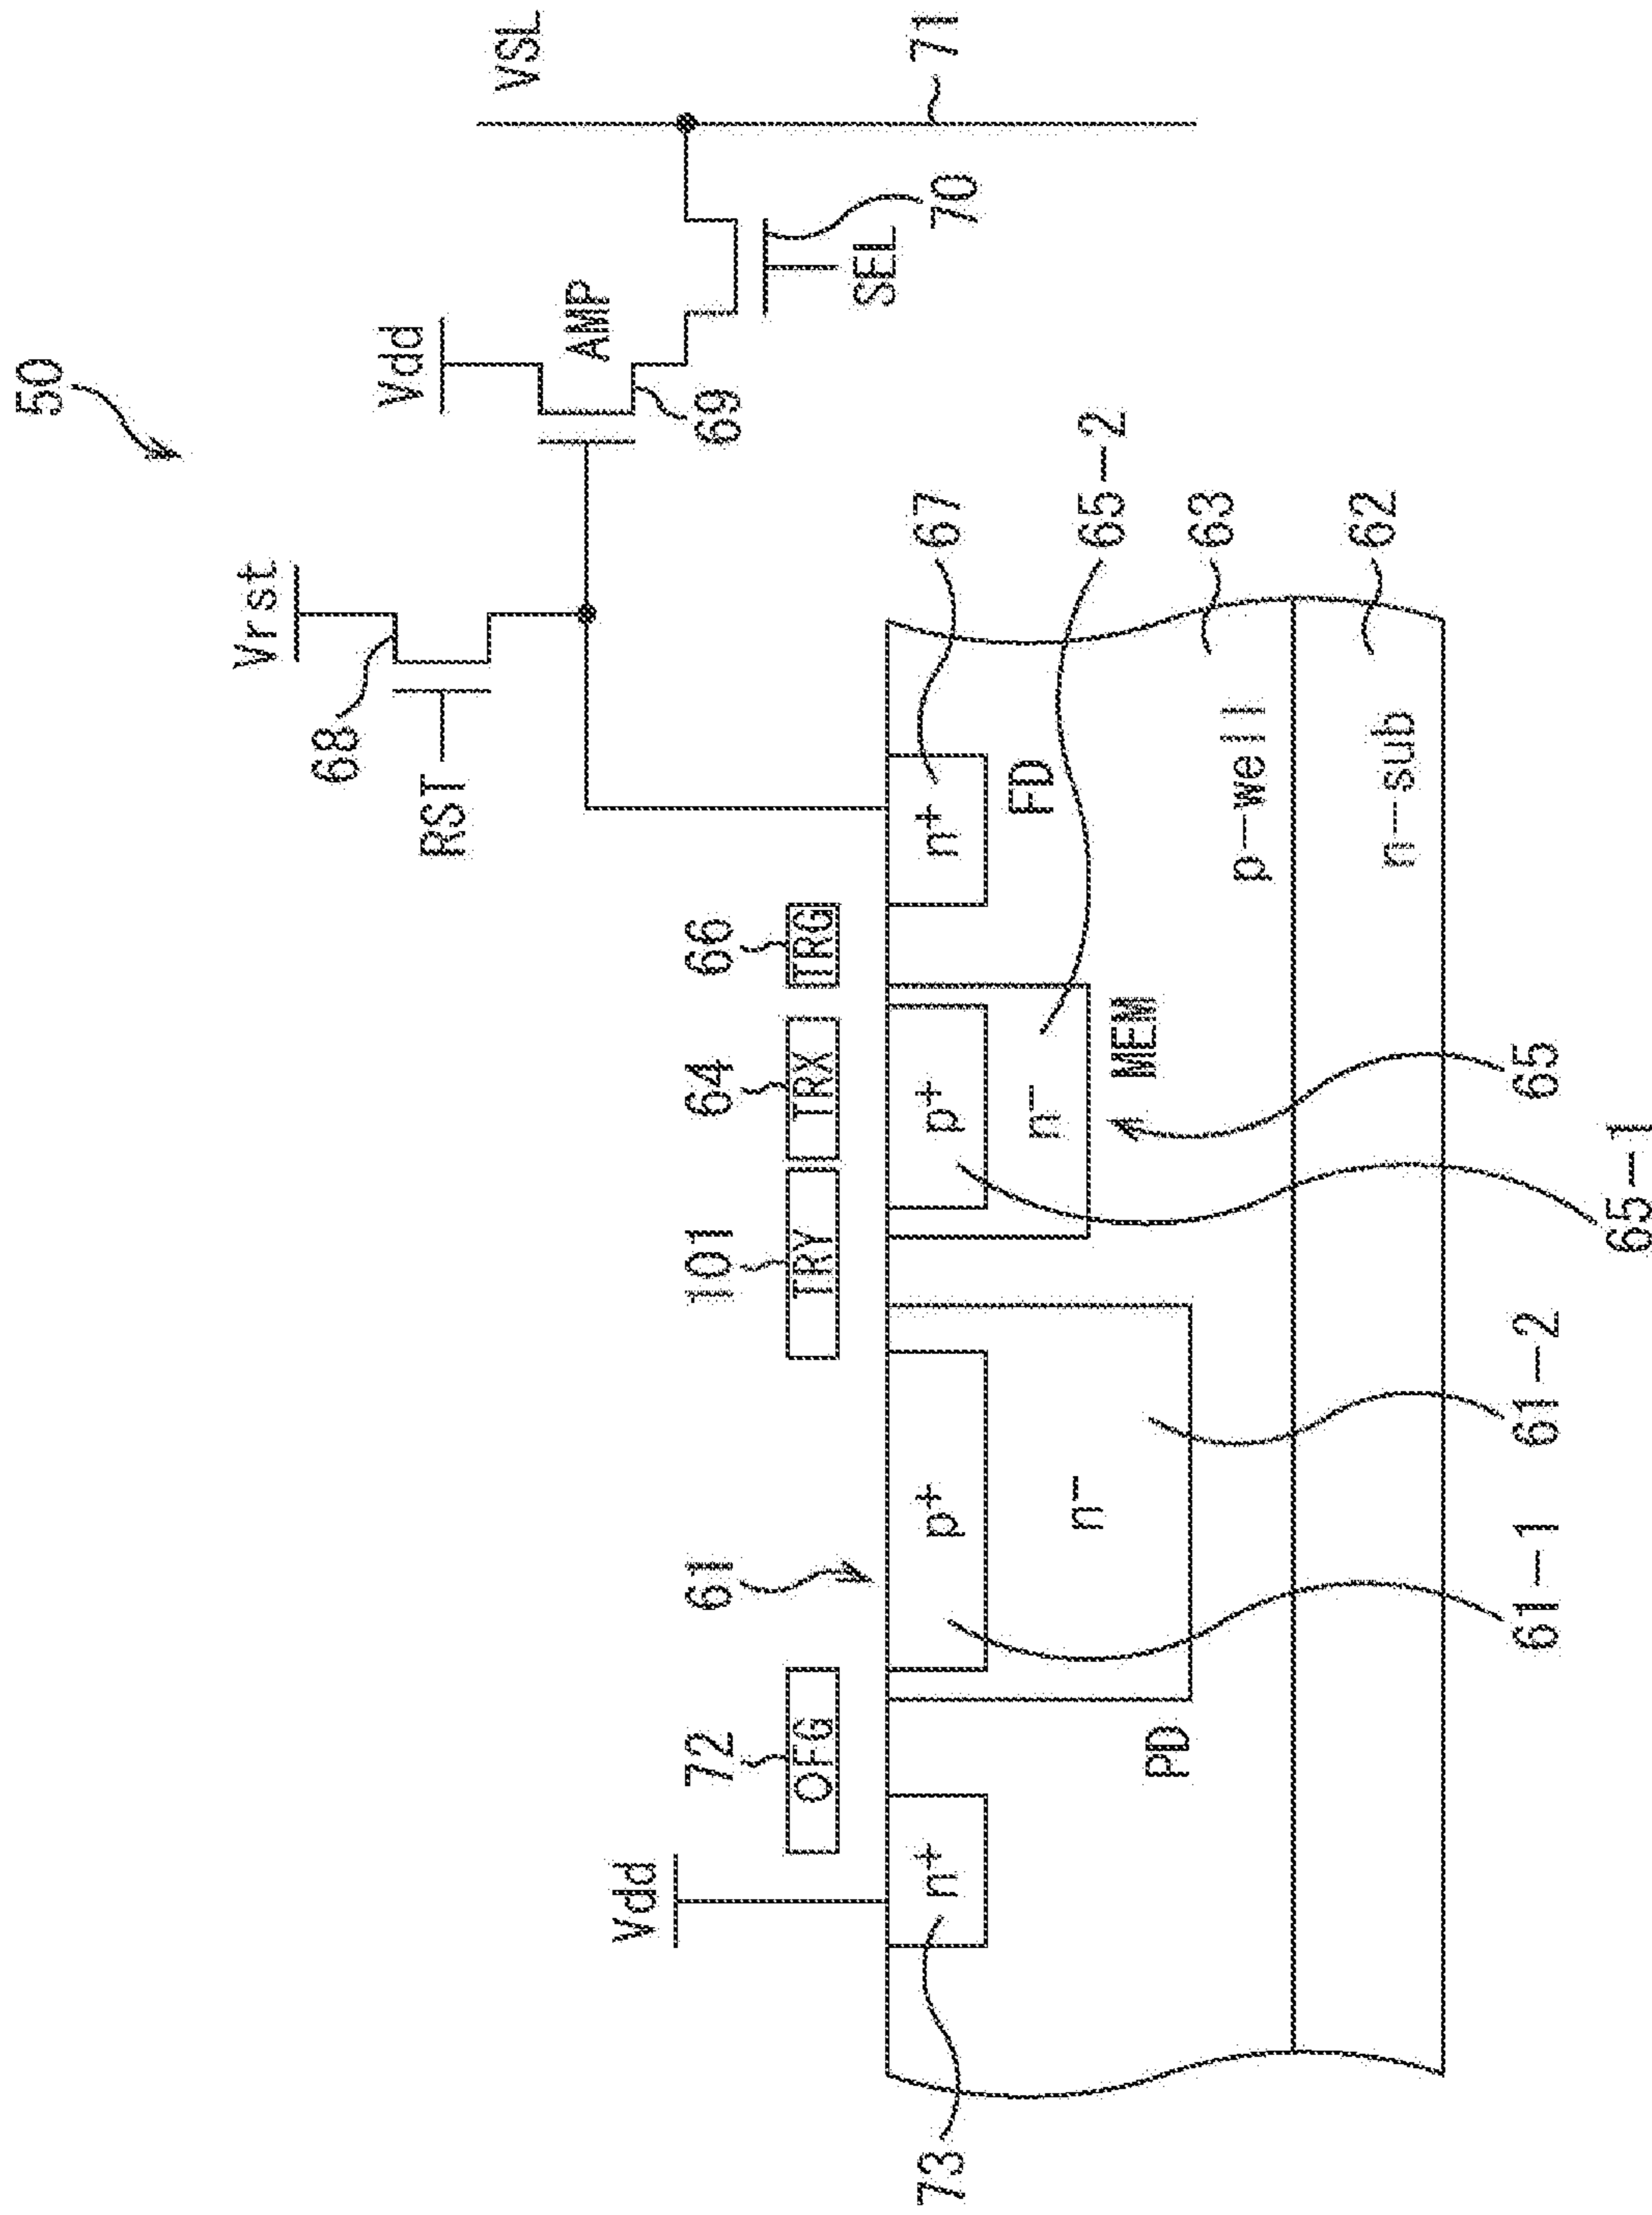 50
Vrst
Vdd
VSL
68
RST
AMP
69
SEL
70
71
Vdd
72
61
101
64
66
OFG
TRY
TRX
TRG
73
n+
p+
p+
n+
67
n−
n−
FD
65−2
PD
MEM
p−well
63
n−sub
62
61−1
61−2
65
65−1